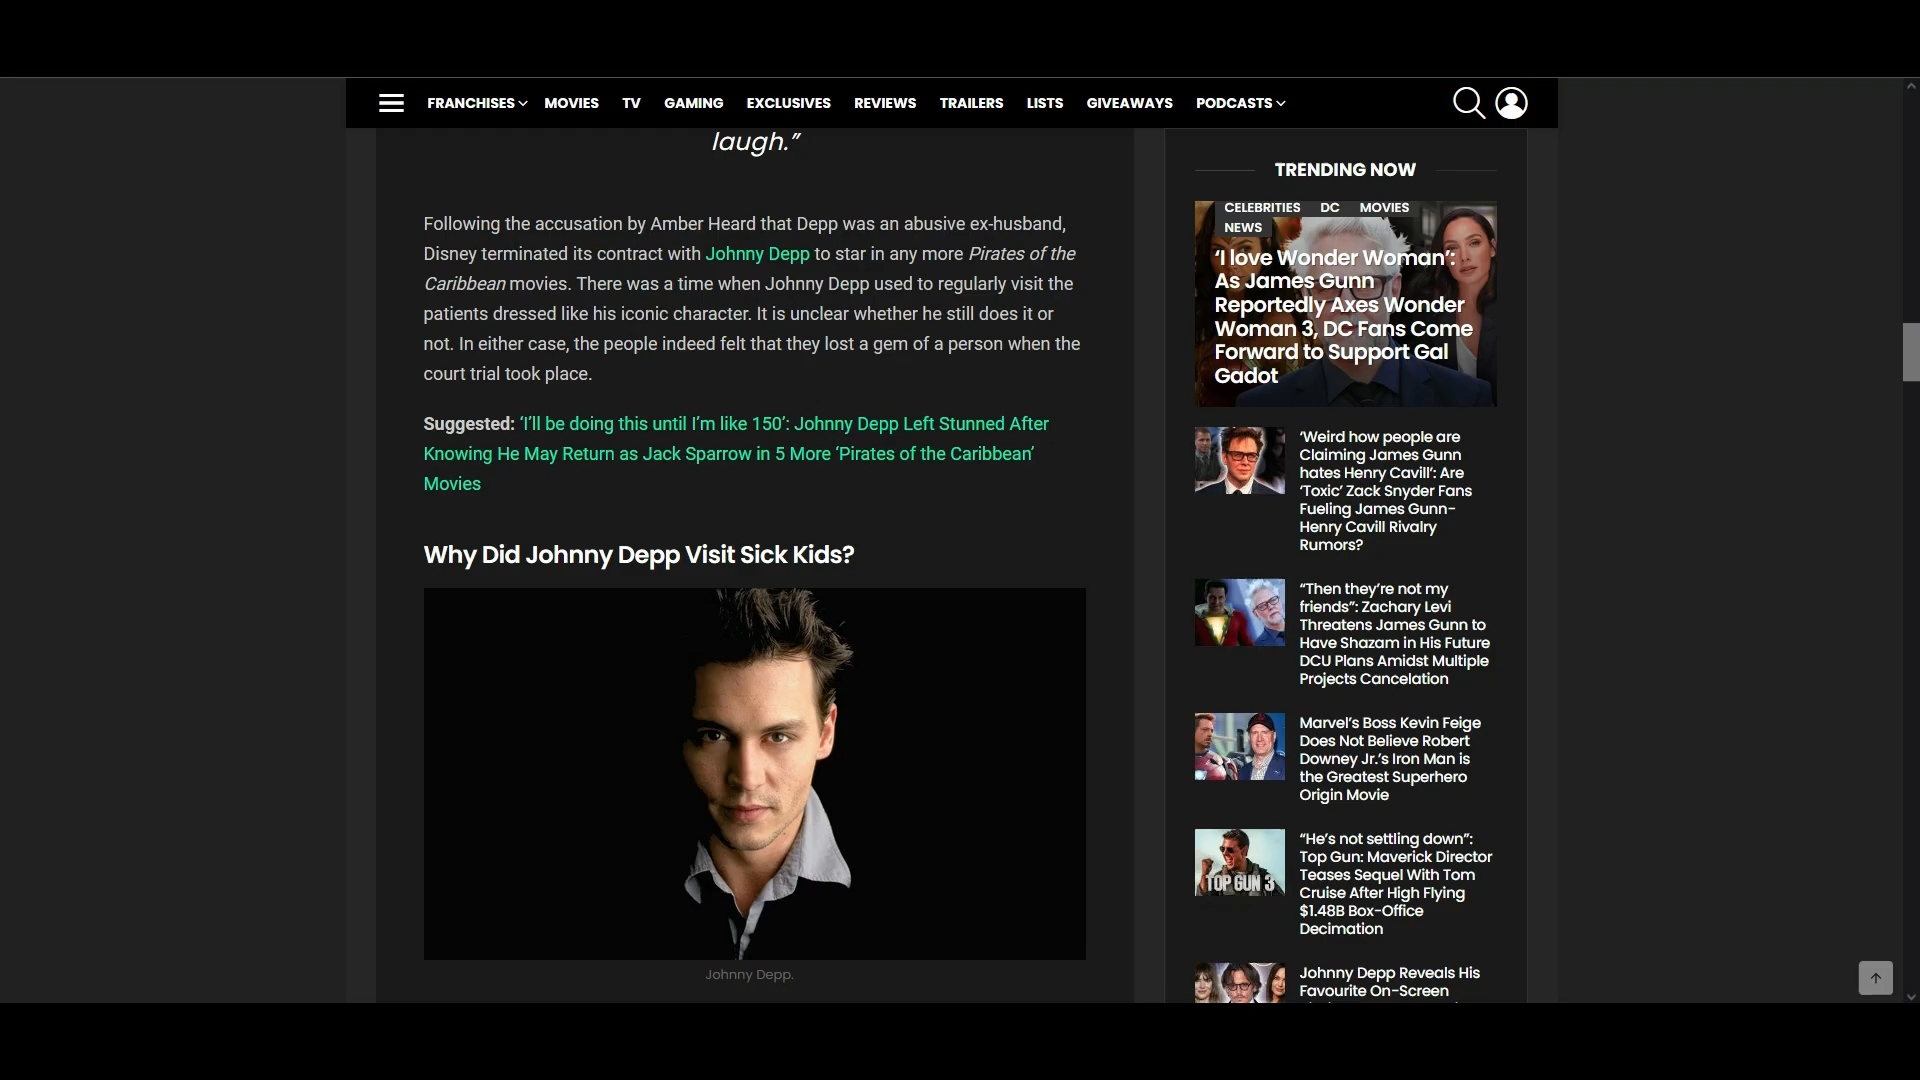 FRANCHISES MOVIES TV GAMING EXCLUSIVES REVIEWS TRAILERS LISTS GIVEAWAYS PODCASTS
laugh.”
Following the accusation by Amber Heard that Depp was an abusive ex-husband,
Disney terminated its contract with Johnny Depp to star in any more Pirates of the
Caribbean movies. There was a time when Johnny Depp used to regularly visit the
patients dressed like his iconic character. It is unclear whether he still does it or
not. In either case, the people indeed felt that they lost a gem of a person when the
court trial took place.
Suggested: ‘I’ll be doing this until I’m like 150’: Johnny Depp Left Stunned After
Knowing He May Return as Jack Sparrow in 5 More ‘Pirates of the Caribbean’
Movies
Why Did Johnny Depp Visit Sick Kids?
Johnny Depp.
TRENDING NOW
CELEBRITIES DC MOVIES
NEWS
‘I love Wonder Woman’:
As James Gunn
Reportedly Axes Wonder
Woman 3, DC Fans Come
Forward to Support Gal
Gadot
‘Weird how people are
Claiming James Gunn
hates Henry Cavill’: Are
‘Toxic’ Zack Snyder Fans
Fueling James Gunn-
Henry Cavill Rivalry
Rumors?
“Then they’re not my
friends”: Zachary Levi
Threatens James Gunn to
Have Shazam in His Future
DCU Plans Amidst Multiple
Projects Cancelation
Marvel’s Boss Kevin Feige
Does Not Believe Robert
Downey Jr.’s Iron Man is
the Greatest Superhero
Origin Movie
TOP GUN 3
“He’s not settling down”:
Top Gun: Maverick Director
Teases Sequel With Tom
Cruise After High Flying
$1.48B Box-Office
Decimation
Johnny Depp Reveals His
Favourite On-Screen